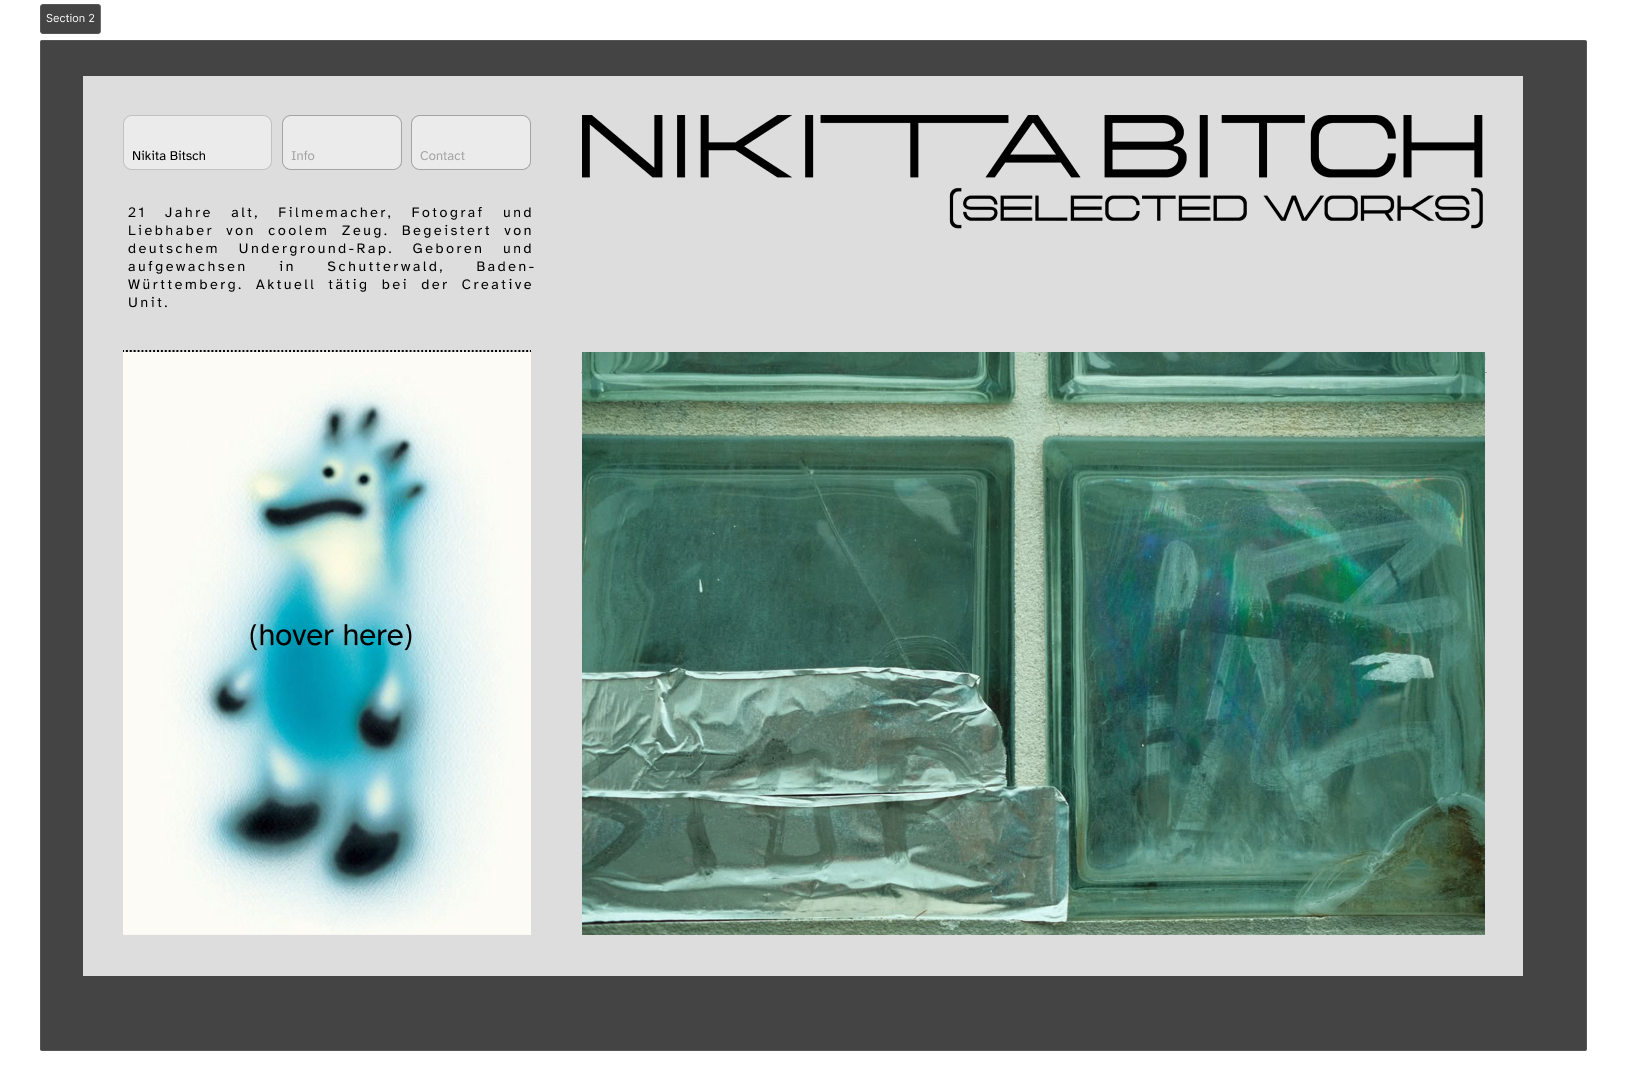 Section 2
Nikita Bitsch
Info
Contact
NIKITTA BITCH
(SELECTED WORKS)
21 Jahre alt, Filmemacher, Fotograf und
Liebhaber von coolem Zeug. Begeistert von
deutschem Underground-Rap. Geboren und
aufgewachsen in Schutterwald, Baden-
Württemberg. Aktuell tätig bei der Creative
Unit.
(hover here)